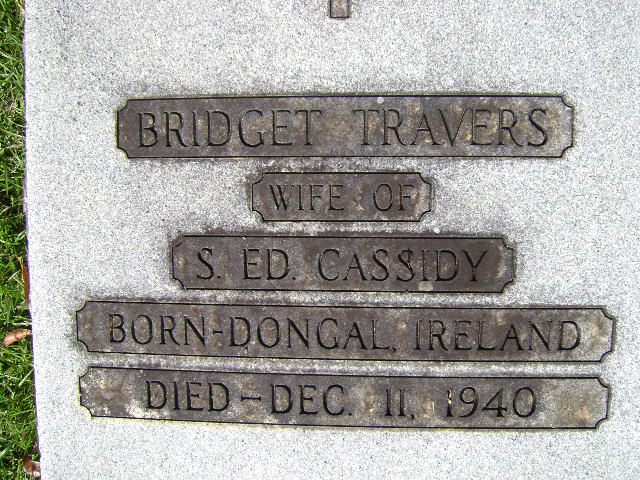 BRIDGET TRAVERS
WIFE OF
S. ED. CASSIDY
BORN-DONGAL, IRELAND
DIED-DEC. 11, 1940